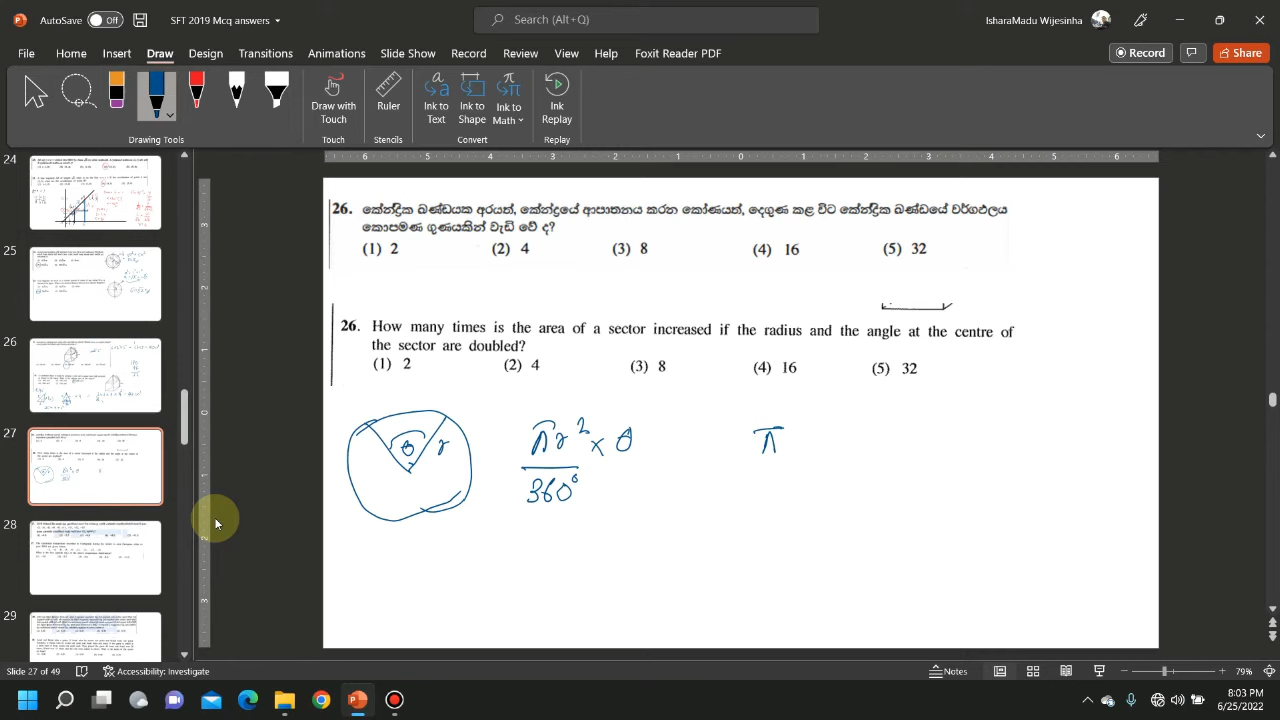 AutoSave Off SFT 2019 Mcq answers Search (Alt+Q) IsharaMadu Wijesinha
File Home Insert Draw Design Transitions Animations Slide Show Record Review View Help Foxit Reader PDF Record Share
Draw with Touch Ruler Ink to Text Ink to Shape Ink to Math Ink Replay
Drawing Tools Touch Stencils Convert Replay
24
25
26
27
28
29
26. කේන්ද්‍රික ඛණ්ඩයක අරයත්, කේන්ද්‍රයේ ආපාතනය කරන කෝණයත්, දෙගුණ කළ විට කේන්ද්‍රික ඛණ්ඩයේ වර්ගඵලය
කොපමණ ගුණයකින් වැඩි වේ ද?
(1) 2 (2) 4 (3) 8 (4) 16 (5) 32
26. How many times is the area of a sector increased if the radius and the angle at the centre of
the sector are doubled?
(1) 2 (2) 4 (3) 8 (4) 16 (5) 32
r πr² × θ π
360°
Slide 27 of 49 Accessibility: Investigate Notes 79%
8:03 PM
6/25/2022